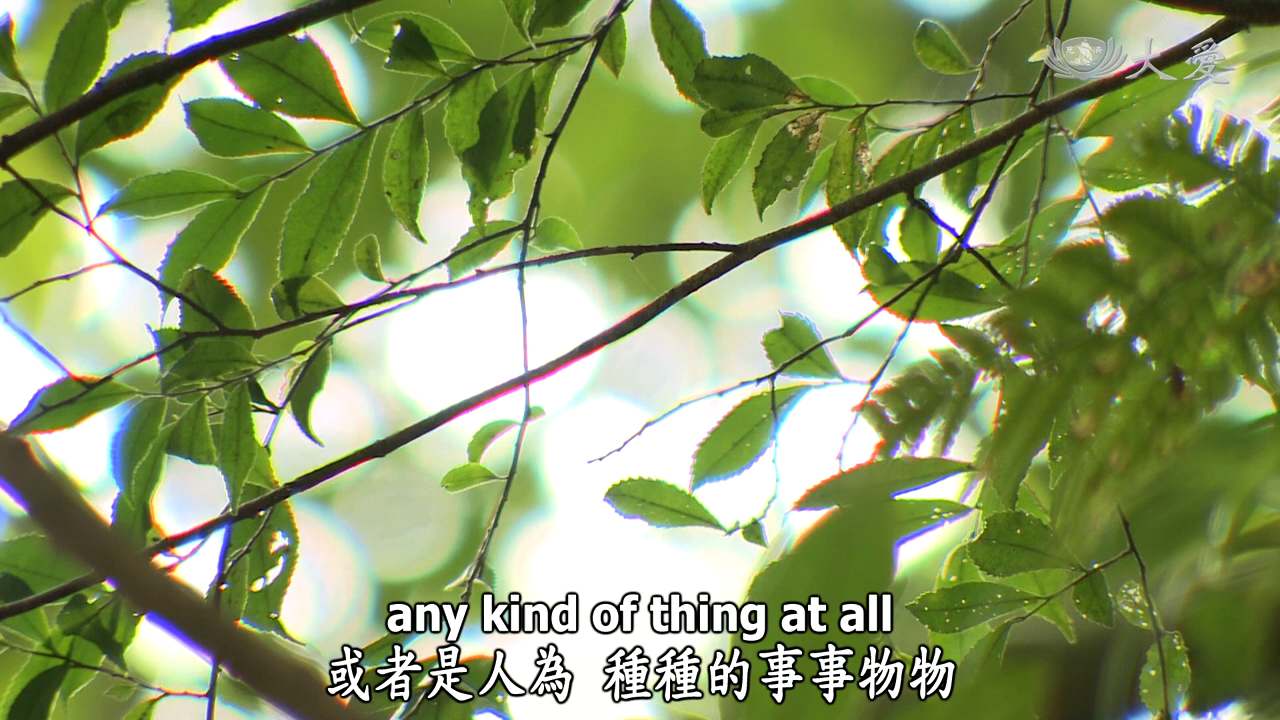 大愛
any kind of thing at all
或者是人為 種種的事事物物